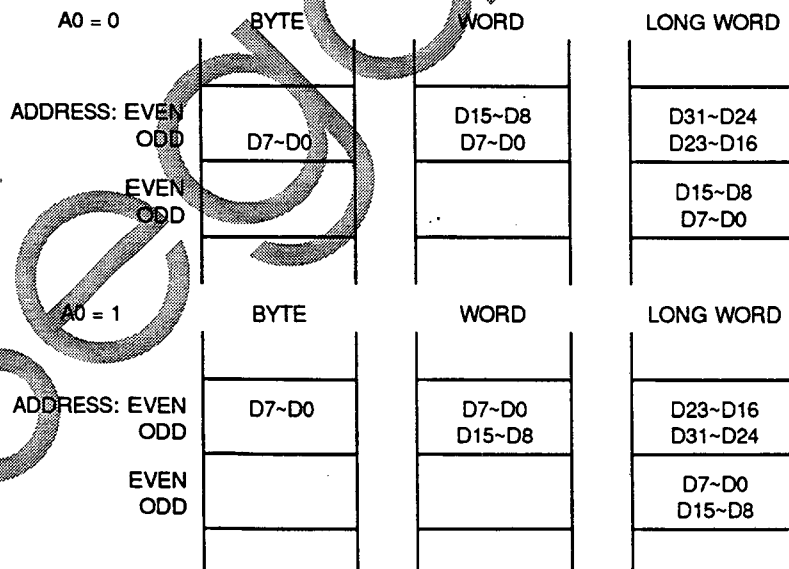 A0 = 0 BYTE WORD LONG WORD
ADDRESS: EVEN D15~D8 D31~D24
ODD D7~D0 D7~D0 D23~D16
EVEN D15~D8
ODD D7~D0
A0 = 1 BYTE WORD LONG WORD
ADDRESS: EVEN D7~D0 D7~D0 D23~D16
ODD D15~D8 D31~D24
EVEN D7~D0
ODD D15~D8